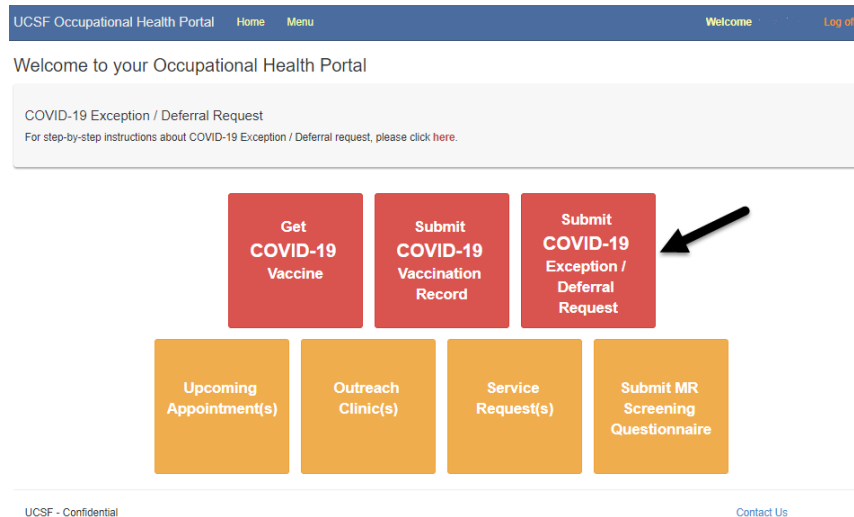 UCSF Occupational Health Portal Home Menu Welcome Log of
Welcome to your Occupational Health Portal
COVID-19 Exception / Deferral Request
For step-by-step instructions about COVID-19 Exception / Deferral request, please click here.
Get
COVID-19
Vaccine
Submit
COVID-19
Vaccination
Record
Submit
COVID-19
Exception /
Deferral
Request
Upcoming
Appointment(s)
Outreach
Clinic(s)
Service
Request(s)
Submit MR
Screening
Questionnaire
UCSF - Confidential Contact Us